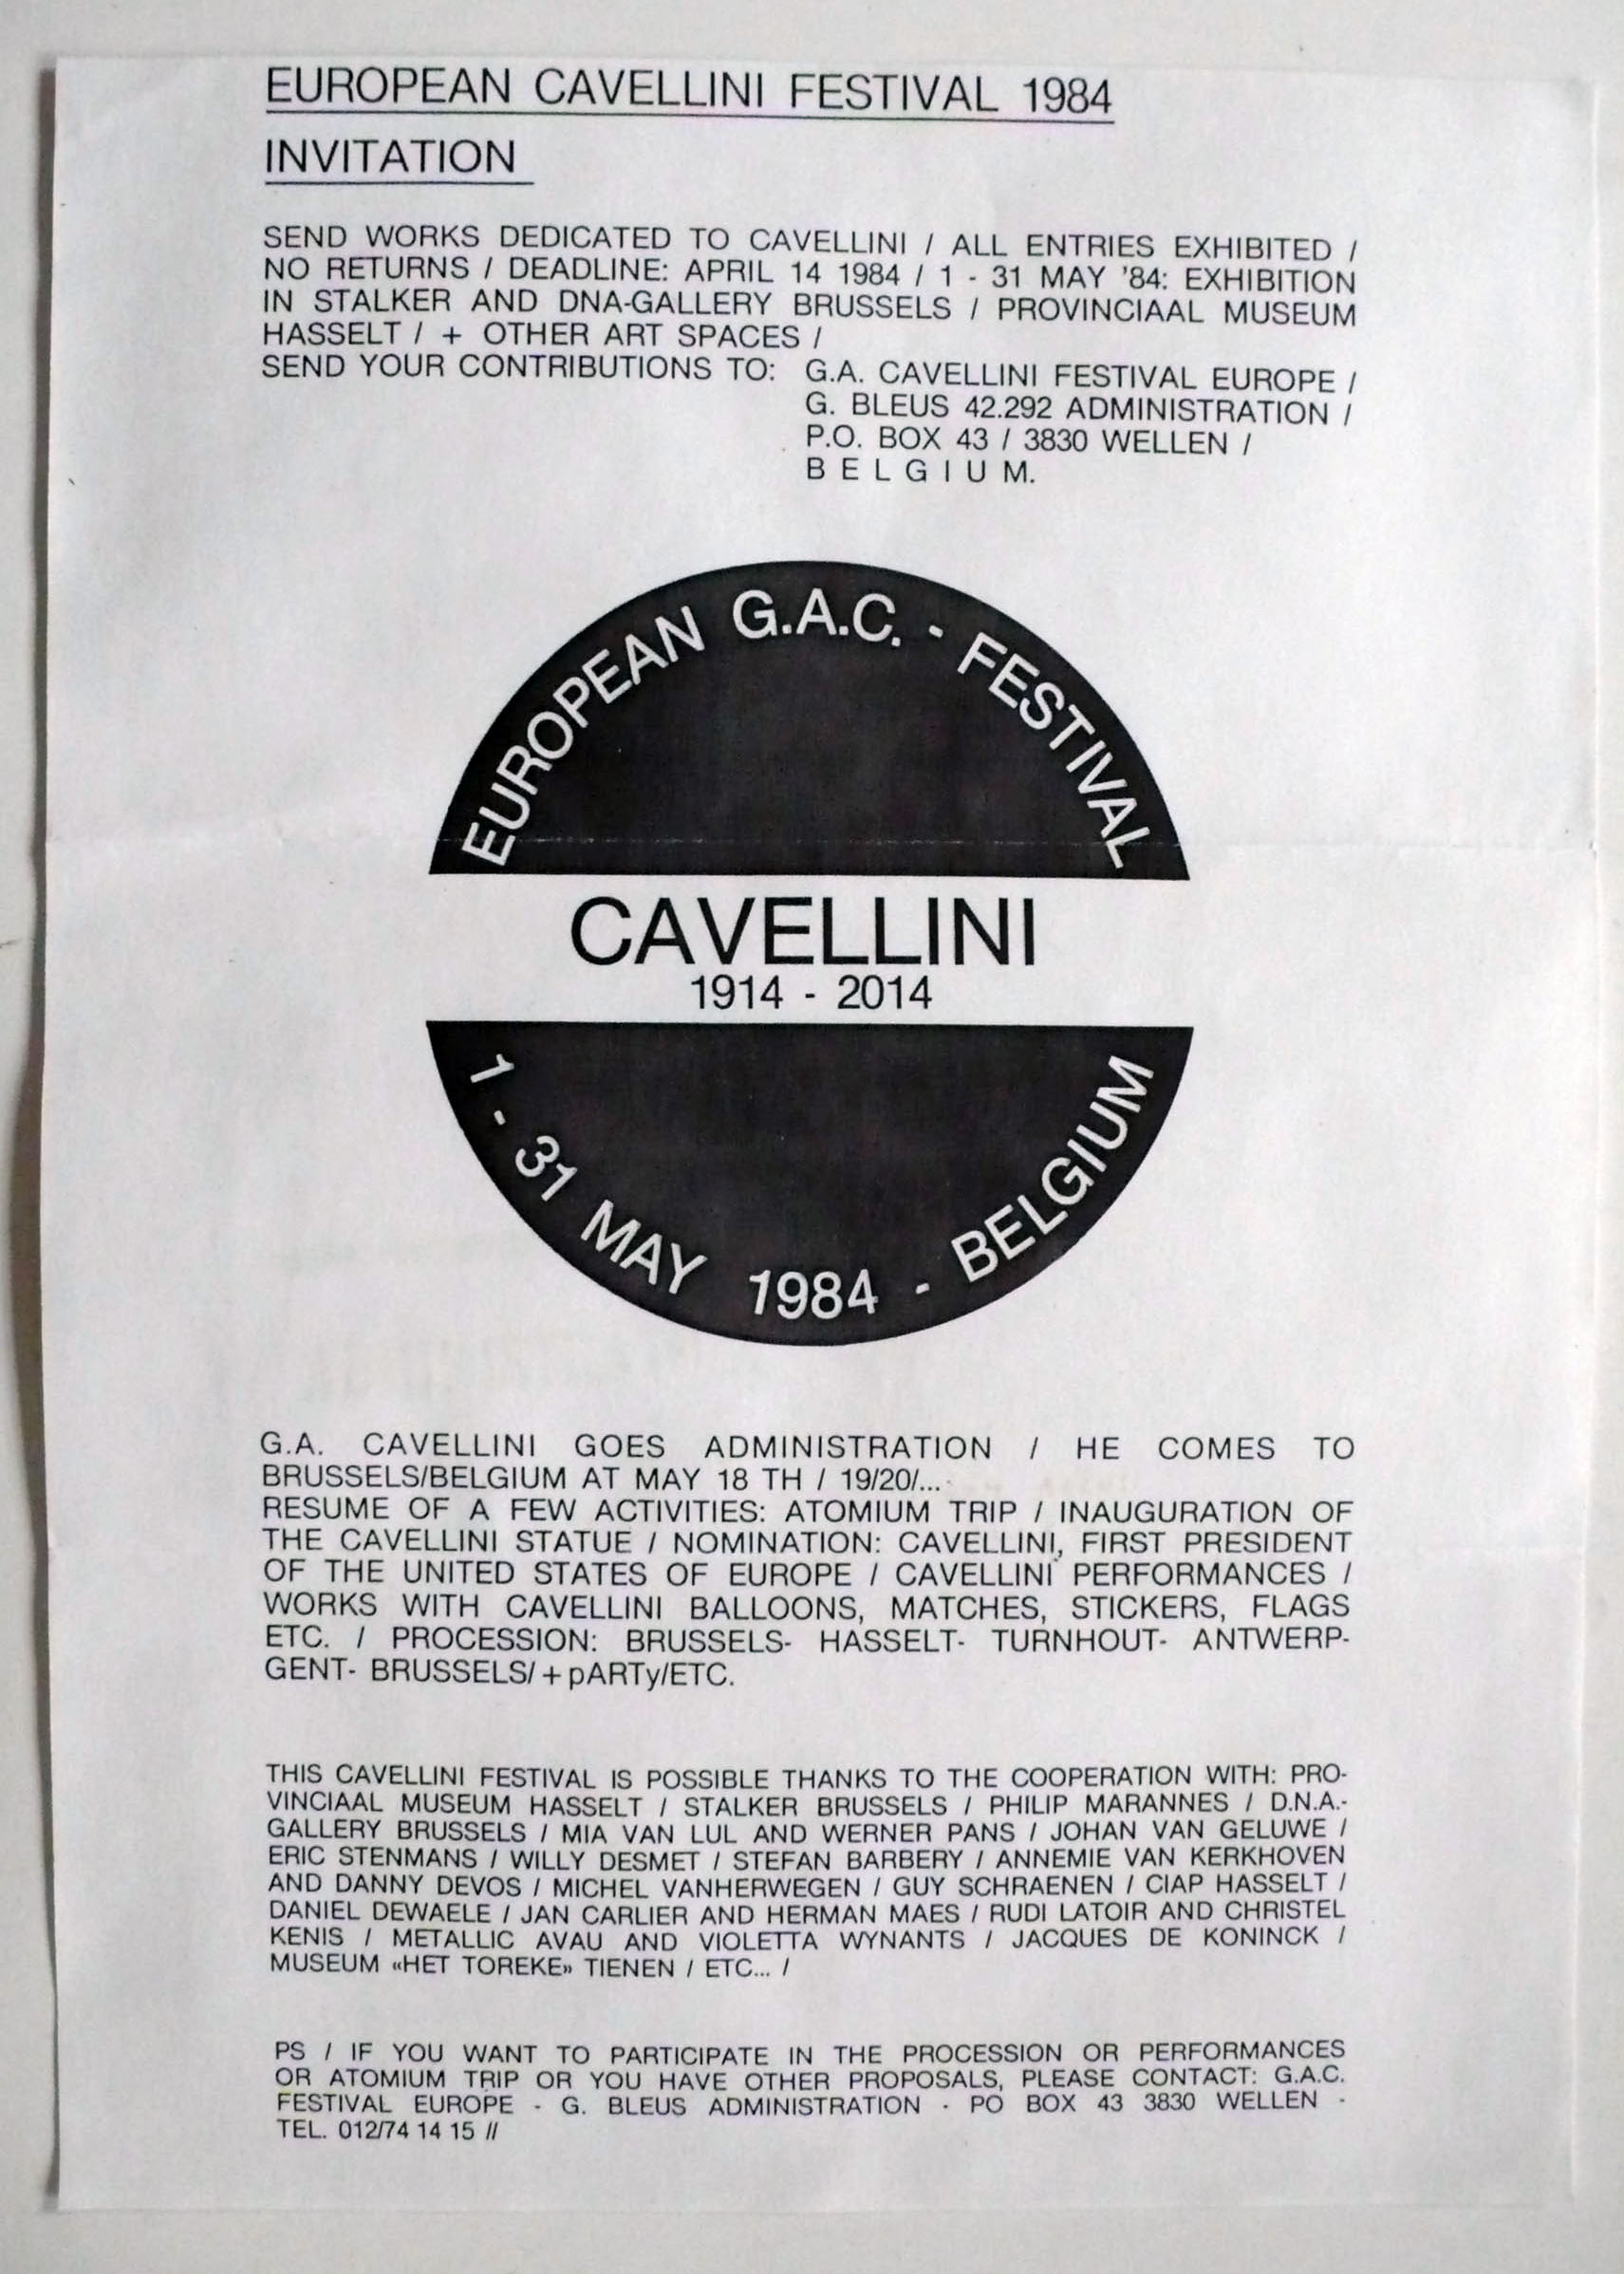 EUROPEAN CAVELLINI FESTIVAL 1984
INVITATION
SEND WORKS DEDICATED TO CAVELLINI / ALL ENTRIES EXHIBITED /
NO RETURNS / DEADLINE: APRIL 14 1984 / 1 - 31 MAY '84: EXHIBITION
IN STALKER AND DNA-GALLERY BRUSSELS / PROVINCIAAL MUSEUM
HASSELT / + OTHER ART SPACES /
SEND YOUR CONTRIBUTIONS TO: G.A. CAVELLINI FESTIVAL EUROPE /
G. BLEUS 42.292 ADMINISTRATION /
P.O. BOX 43 / 3830 WELLEN /
B E L G I U M.
EUROPEAN G.A.C. - FESTIVAL
CAVELLINI
1914 - 2014
1 - 31 MAY 1984 - BELGIUM
G.A. CAVELLINI GOES ADMINISTRATION / HE COMES TO
BRUSSELS/BELGIUM AT MAY 18 TH / 19/20/...
RESUME OF A FEW ACTIVITIES: ATOMIUM TRIP / INAUGURATION OF
THE CAVELLINI STATUE / NOMINATION: CAVELLINI, FIRST PRESIDENT
OF THE UNITED STATES OF EUROPE / CAVELLINI PERFORMANCES /
WORKS WITH CAVELLINI BALLOONS, MATCHES, STICKERS, FLAGS
ETC. / PROCESSION: BRUSSELS- HASSELT- TURNHOUT- ANTWERP-
GENT- BRUSSELS/ + pARTy/ETC.
THIS CAVELLINI FESTIVAL IS POSSIBLE THANKS TO THE COOPERATION WITH: PRO-
VINCIAAL MUSEUM HASSELT / STALKER BRUSSELS / PHILIP MARANNES / D.N.A.-
GALLERY BRUSSELS / MIA VAN LUL AND WERNER PANS / JOHAN VAN GELUWE /
ERIC STENMANS / WILLY DESMET / STEFAN BARBERY / ANNEMIE VAN KERKHOVEN
AND DANNY DEVOS / MICHEL VANHERWEGEN / GUY SCHRAENEN / CIAP HASSELT /
DANIEL DEWAELE / JAN CARLIER AND HERMAN MAES / RUDI LATOIR AND CHRISTEL
KENIS / METALLIC AVAU AND VIOLETTA WYNANTS / JACQUES DE KONINCK /
MUSEUM «HET TOREKE» TIENEN / ETC... /
PS / IF YOU WANT TO PARTICIPATE IN THE PROCESSION OR PERFORMANCES
OR ATOMIUM TRIP OR YOU HAVE OTHER PROPOSALS, PLEASE CONTACT: G.A.C.
FESTIVAL EUROPE - G. BLEUS ADMINISTRATION - PO BOX 43 3830 WELLEN -
TEL. 012/74 14 15 //